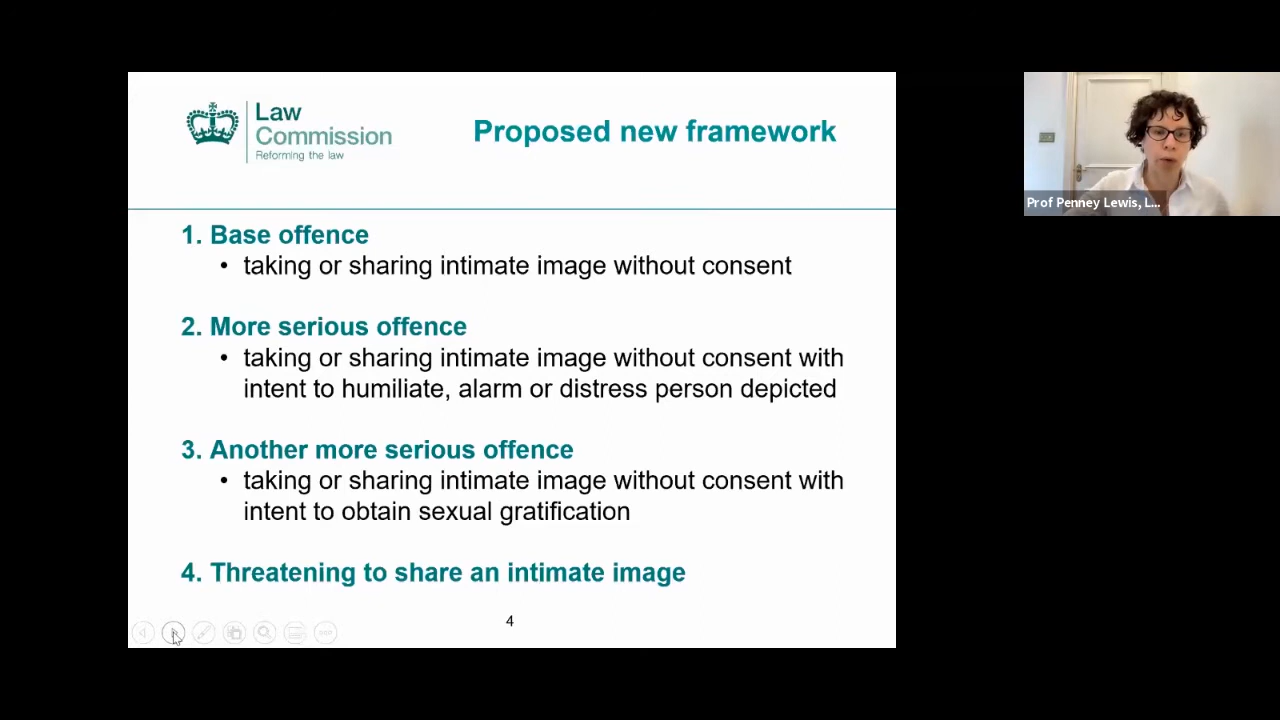 Law
Commission
Reforming the law
Proposed new framework
1. Base offence
• taking or sharing intimate image without consent
2. More serious offence
• taking or sharing intimate image without consent with
intent to humiliate, alarm or distress person depicted
3. Another more serious offence
• taking or sharing intimate image without consent with
intent to obtain sexual gratification
4. Threatening to share an intimate image
4
Prof Penney Lewis, L...